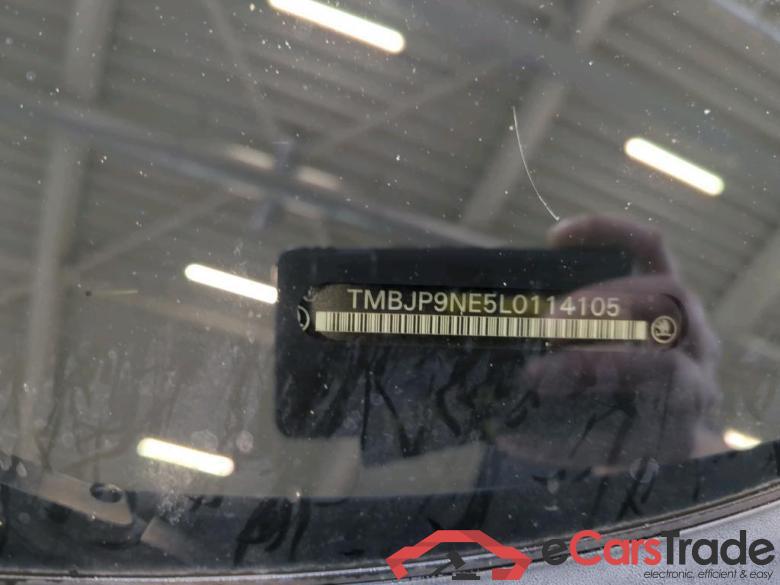 TMBJP9NE5L0114105
eCarsTrade
electronic, efficient & easy